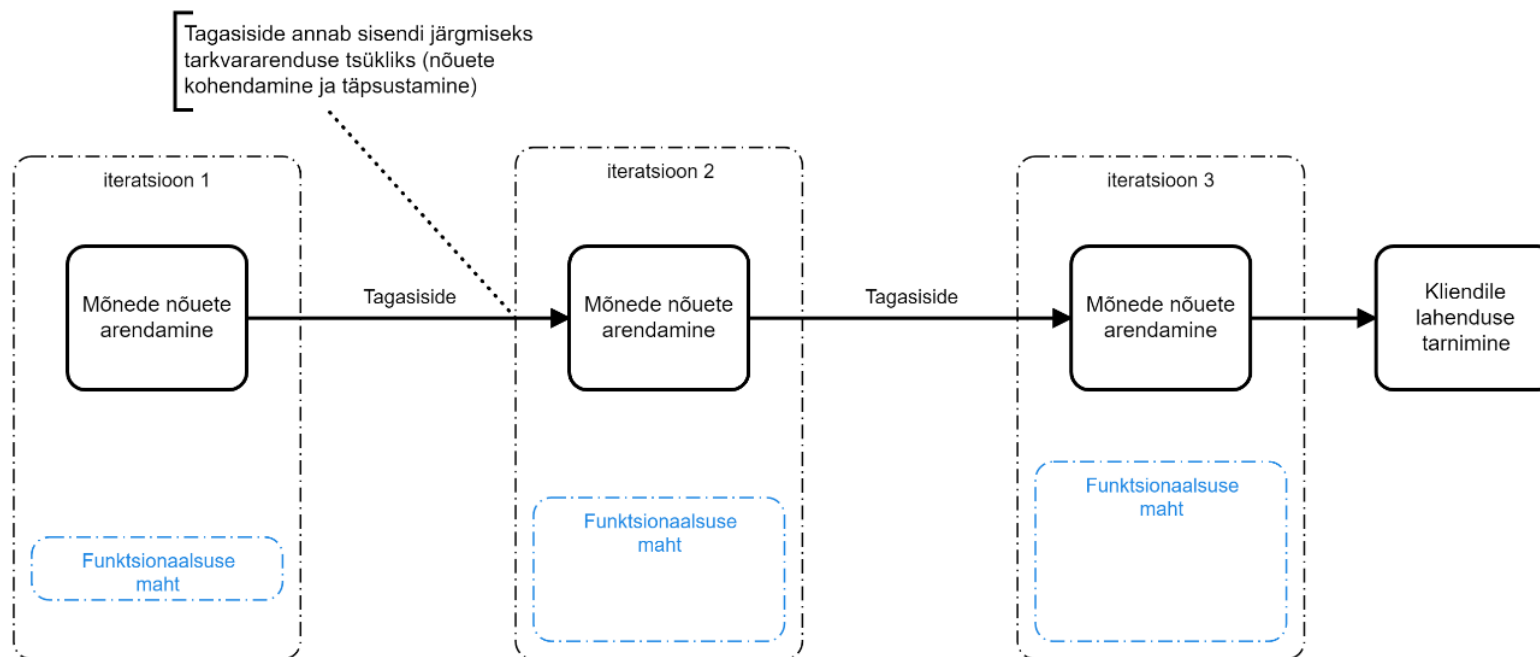 Tagasiside annab sisendi järgmiseks
tarkvararenduse tsükliks (nõuete
kohendamine ja täpsustamine)
iteratsioon 1
iteratsioon 2
iteratsioon 3
Mõnede nõuete
arendamine
Tagasiside
Mõnede nõuete
arendamine
Tagasiside
Mõnede nõuete
arendamine
Kliendile
lahenduse
tarnimine
Funktsionaalsuse
maht
Funktsionaalsuse
maht
Funktsionaalsuse
maht